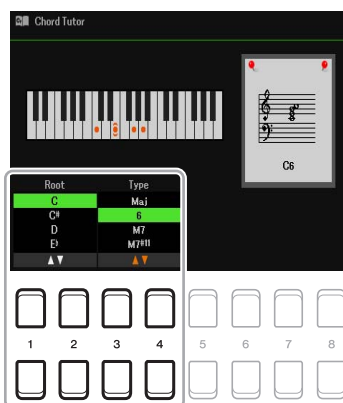 Chord Tutor
C6
Root Type
C Maj
C# 6
D M7
E♭ M7#11
1 2 3 4 5 6 7 8